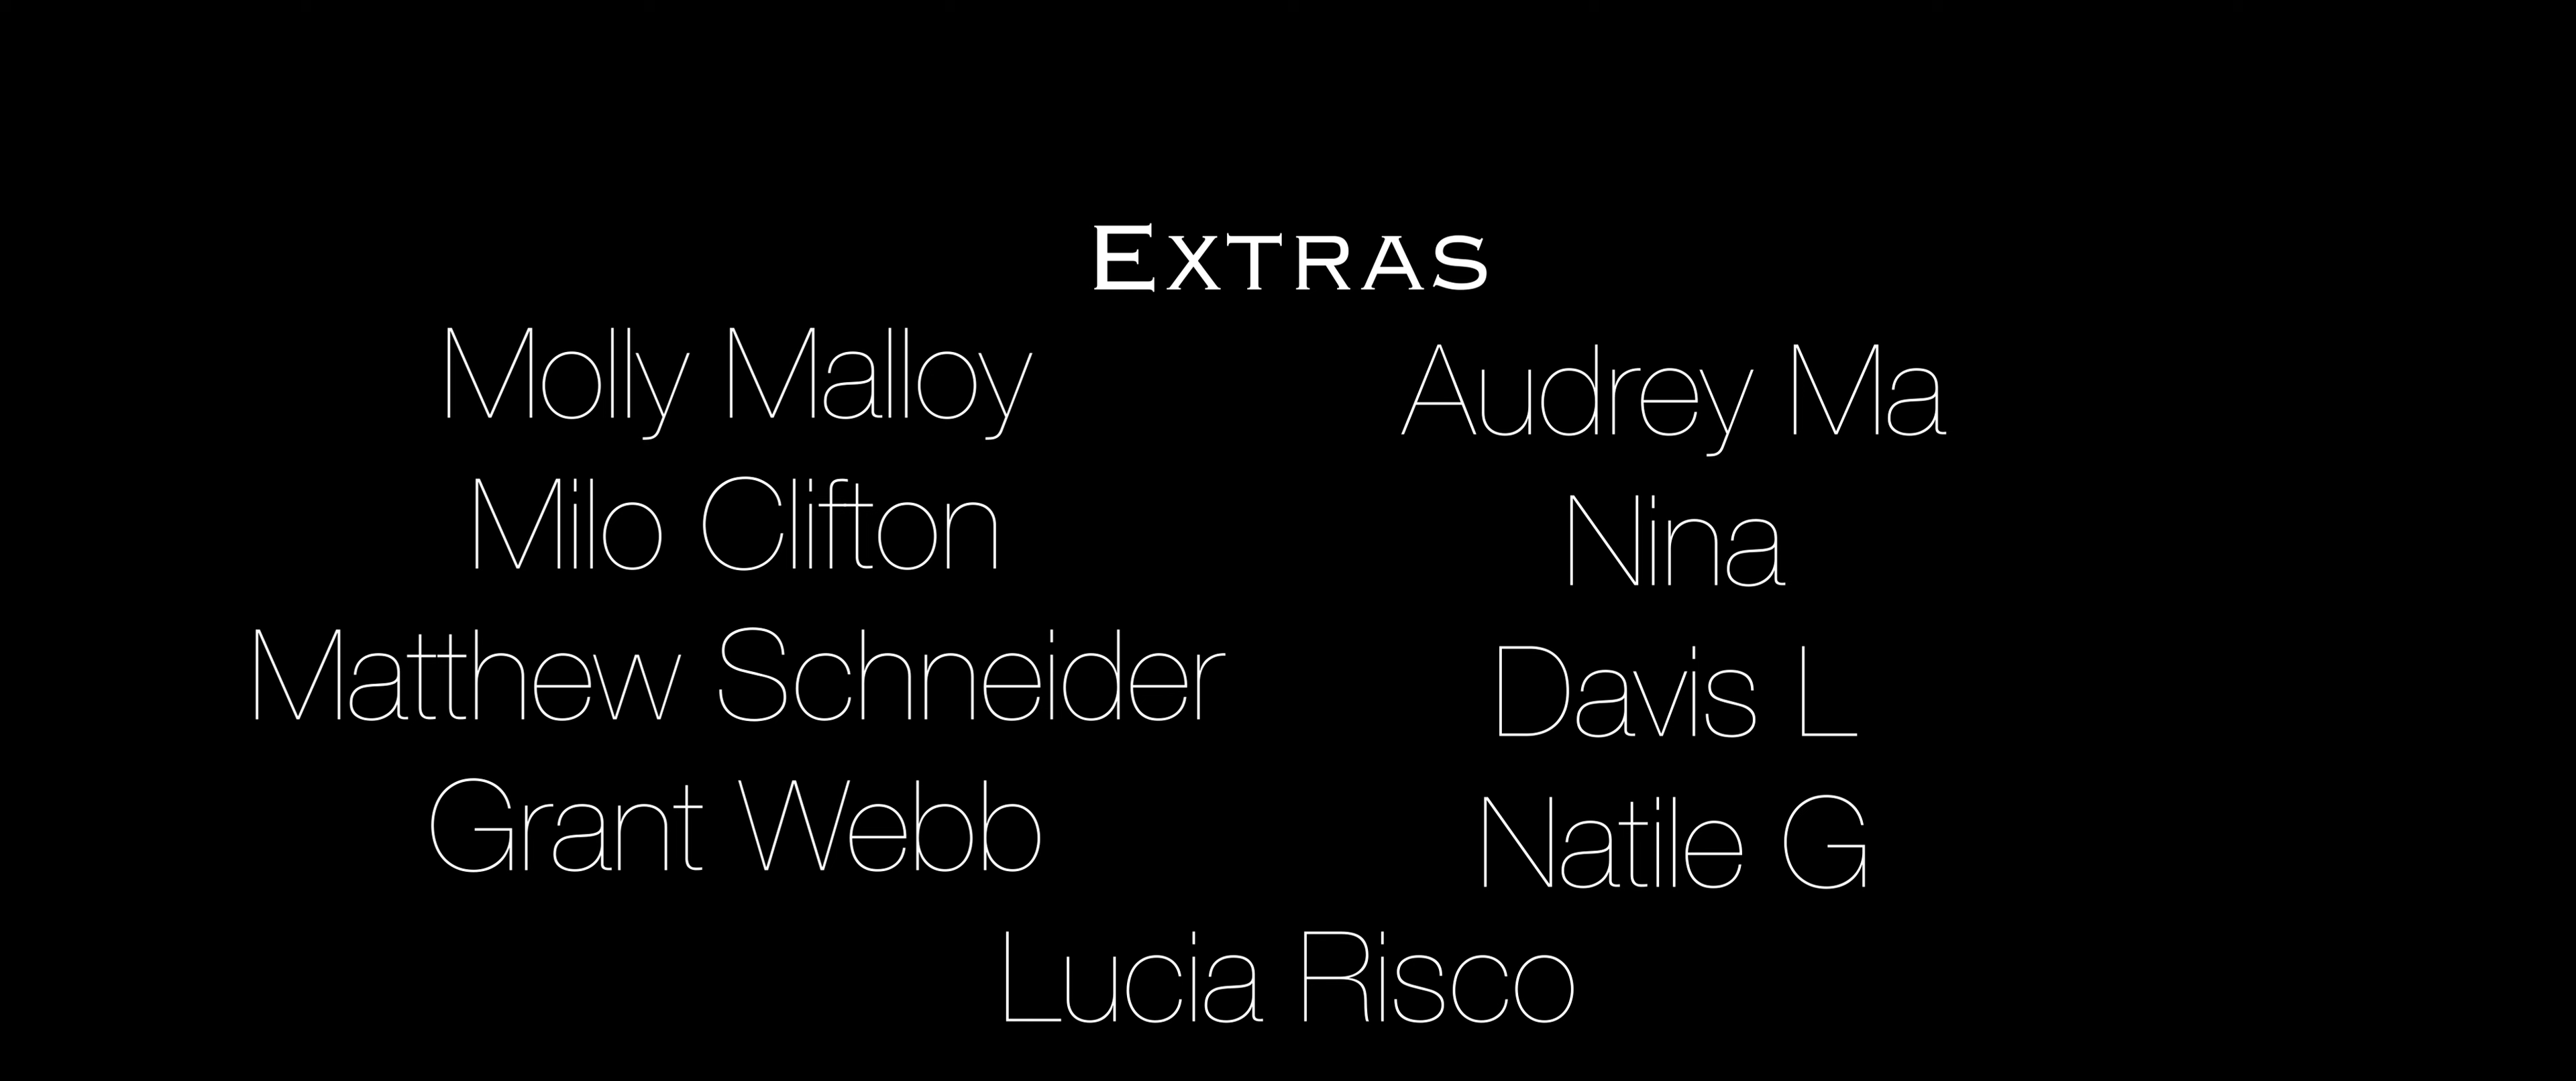 EXTRAS
Molly Malloy
Milo Clifton
Matthew Schneider
Grant Webb
Audrey Ma
Nina
Davis L
Natile G
Lucia Risco